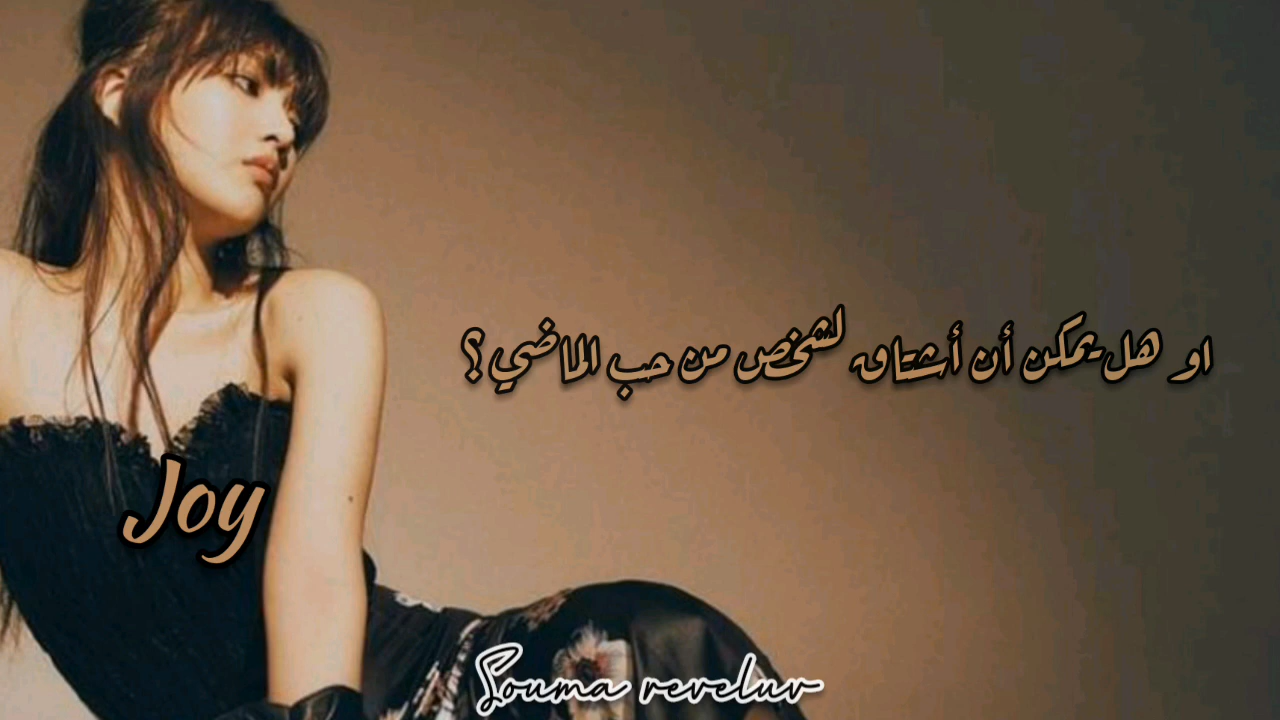 او هل يمكن أن أشتاق لشخص من حب الماضي ؟
Joy
Souma reveluv